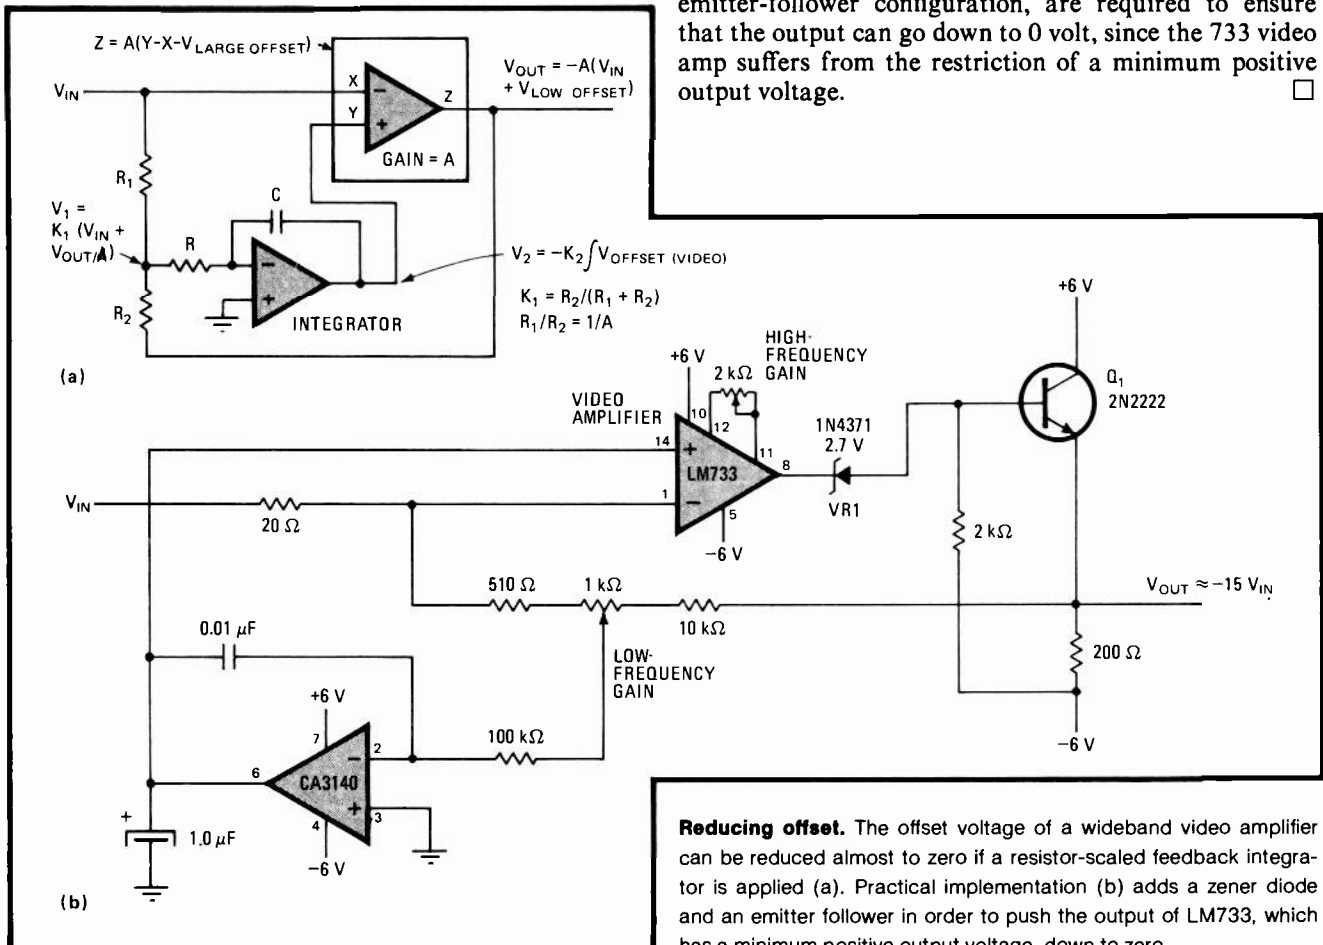 emitter-follower configuration, are required to ensure
that the output can go down to 0 volt, since the 733 video
amp suffers from the restriction of a minimum positive
output voltage. □
Z = A(Y-X-VLARGE OFFSET)
VOUT = -A(VIN
+ VLOW OFFSET)
VIN
X
Y
Z
GAIN = A
R1
C
V1 =
K1 (VIN +
VOUT/A)
R
V2 = -K2∫VOFFSET (VIDEO)
K1 = R2/(R1 + R2)
R1/R2 = 1/A
R2
INTEGRATOR
(a)
+6 V
HIGH-
FREQUENCY
GAIN
+6 V
2 kΩ
Q1
2N2222
VIDEO
AMPLIFIER
10
12
1N4371
2.7 V
14
11
LM733
8
VIN
1
VR1
20 Ω
5
2 kΩ
-6 V
510 Ω
1 kΩ
VOUT ≈ -15 VIN
10 kΩ
0.01 μF
LOW-
FREQUENCY
GAIN
200 Ω
+6 V
100 kΩ
-6 V
7
2
6
CA3140
3
+
1.0 μF
4
-6 V
(b)
Reducing offset. The offset voltage of a wideband video amplifier
can be reduced almost to zero if a resistor-scaled feedback integra-
tor is applied (a). Practical implementation (b) adds a zener diode
and an emitter follower in order to push the output of LM733, which
has a minimum positive output voltage, down to zero.